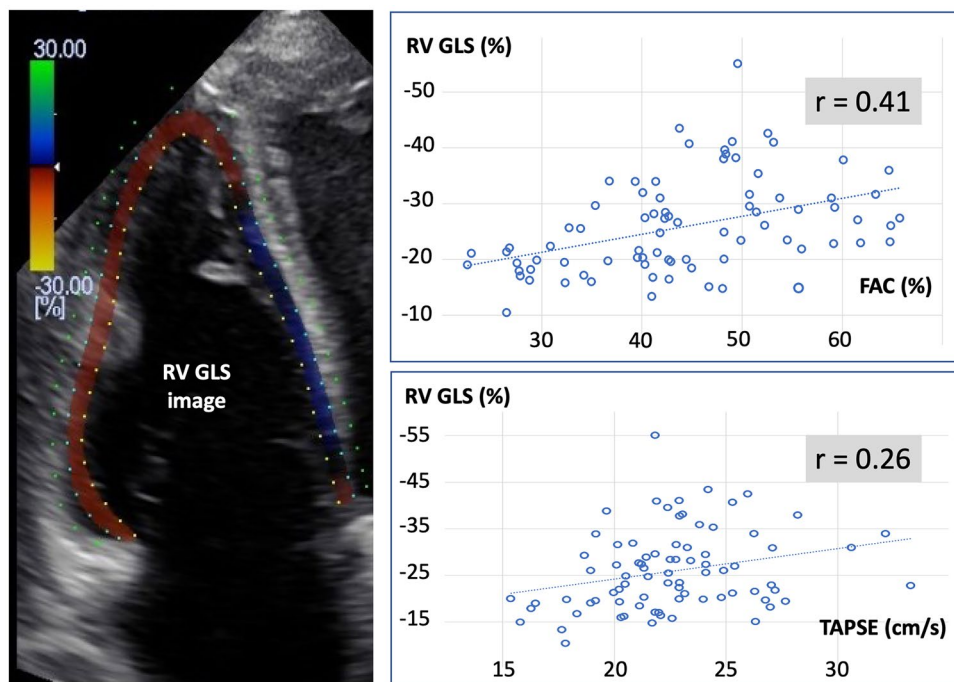 30.00
-30.00
[%]
RV GLS
image
RV GLS (%)
r = 0.41
-50
-40
-30
-20
-10
FAC (%)
30
40
50
60
RV GLS (%)
r = 0.26
-55
-45
-35
-25
-15
TAPSE (cm/s)
15
20
25
30